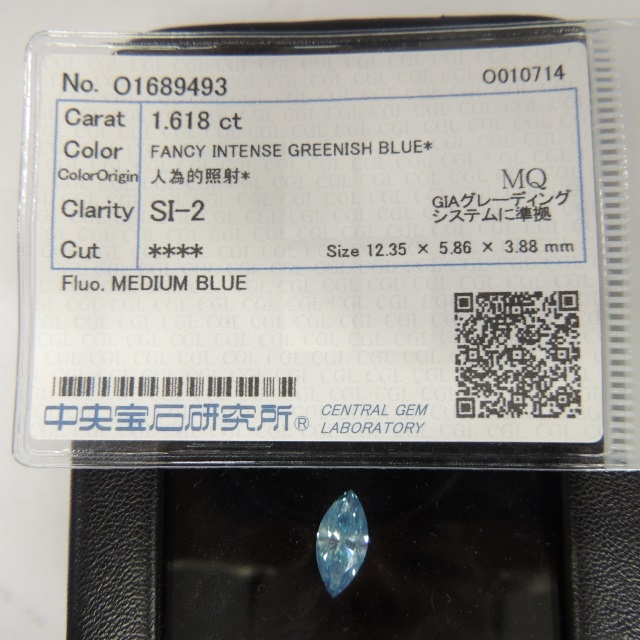 No. O1689493
O010714
Carat 1.618 ct
Color FANCY INTENSE GREENISH BLUE*
ColorOrigin 人為的照射*
MQ
Clarity SI-2
GIAグレーディング
システムに準拠
Cut ****
Size 12.35 × 5.86 × 3.88 mm
Fluo. MEDIUM BLUE
中央宝石研究所®
CENTRAL GEM
LABORATORY